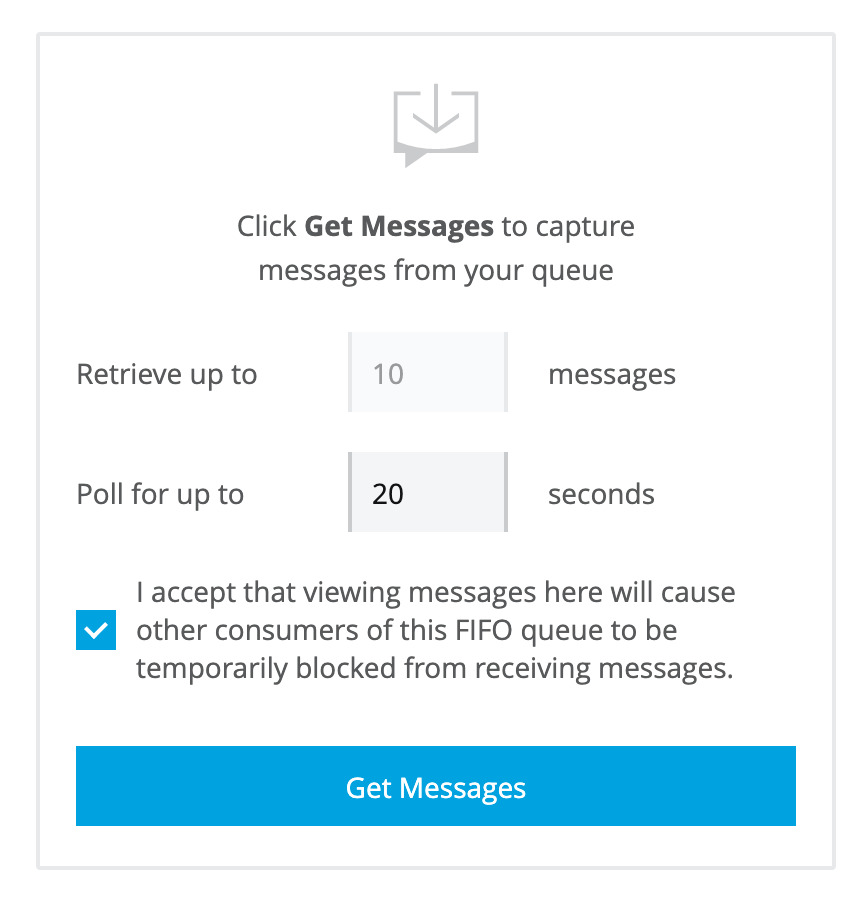 Click Get Messages to capture
messages from your queue
Retrieve up to 10 messages
Poll for up to 20 seconds
I accept that viewing messages here will cause
other consumers of this FIFO queue to be
temporarily blocked from receiving messages.
Get Messages